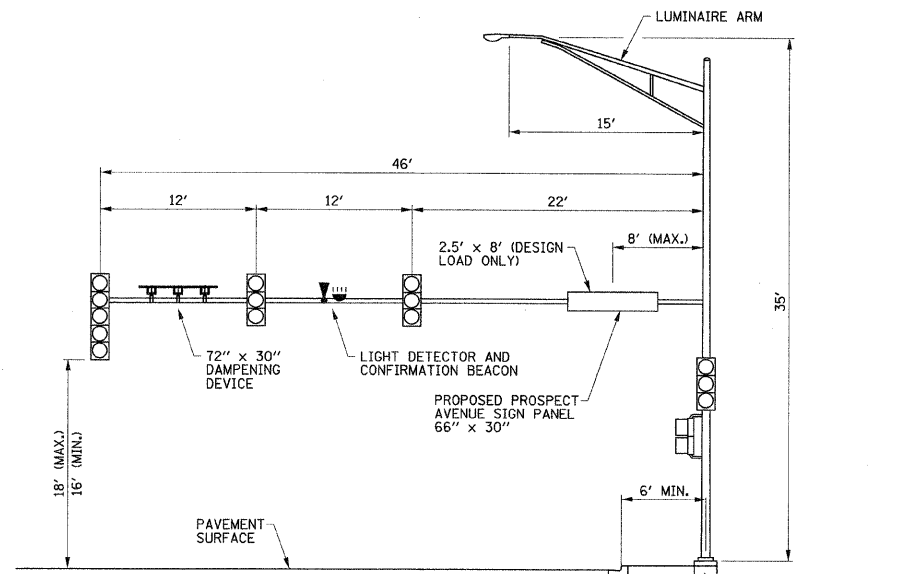 LUMINAIRE ARM
15'
46'
12'
12'
22'
8' (MAX.)
2.5' x 8' (DESIGN
LOAD ONLY)
35'
72" x 30"
DAMPENING
DEVICE
LIGHT DETECTOR AND
CONFIRMATION BEACON
PROPOSED PROSPECT
AVENUE SIGN PANEL
66" x 30"
18' (MAX.)
16' (MIN.)
6' MIN.
PAVEMENT
SURFACE